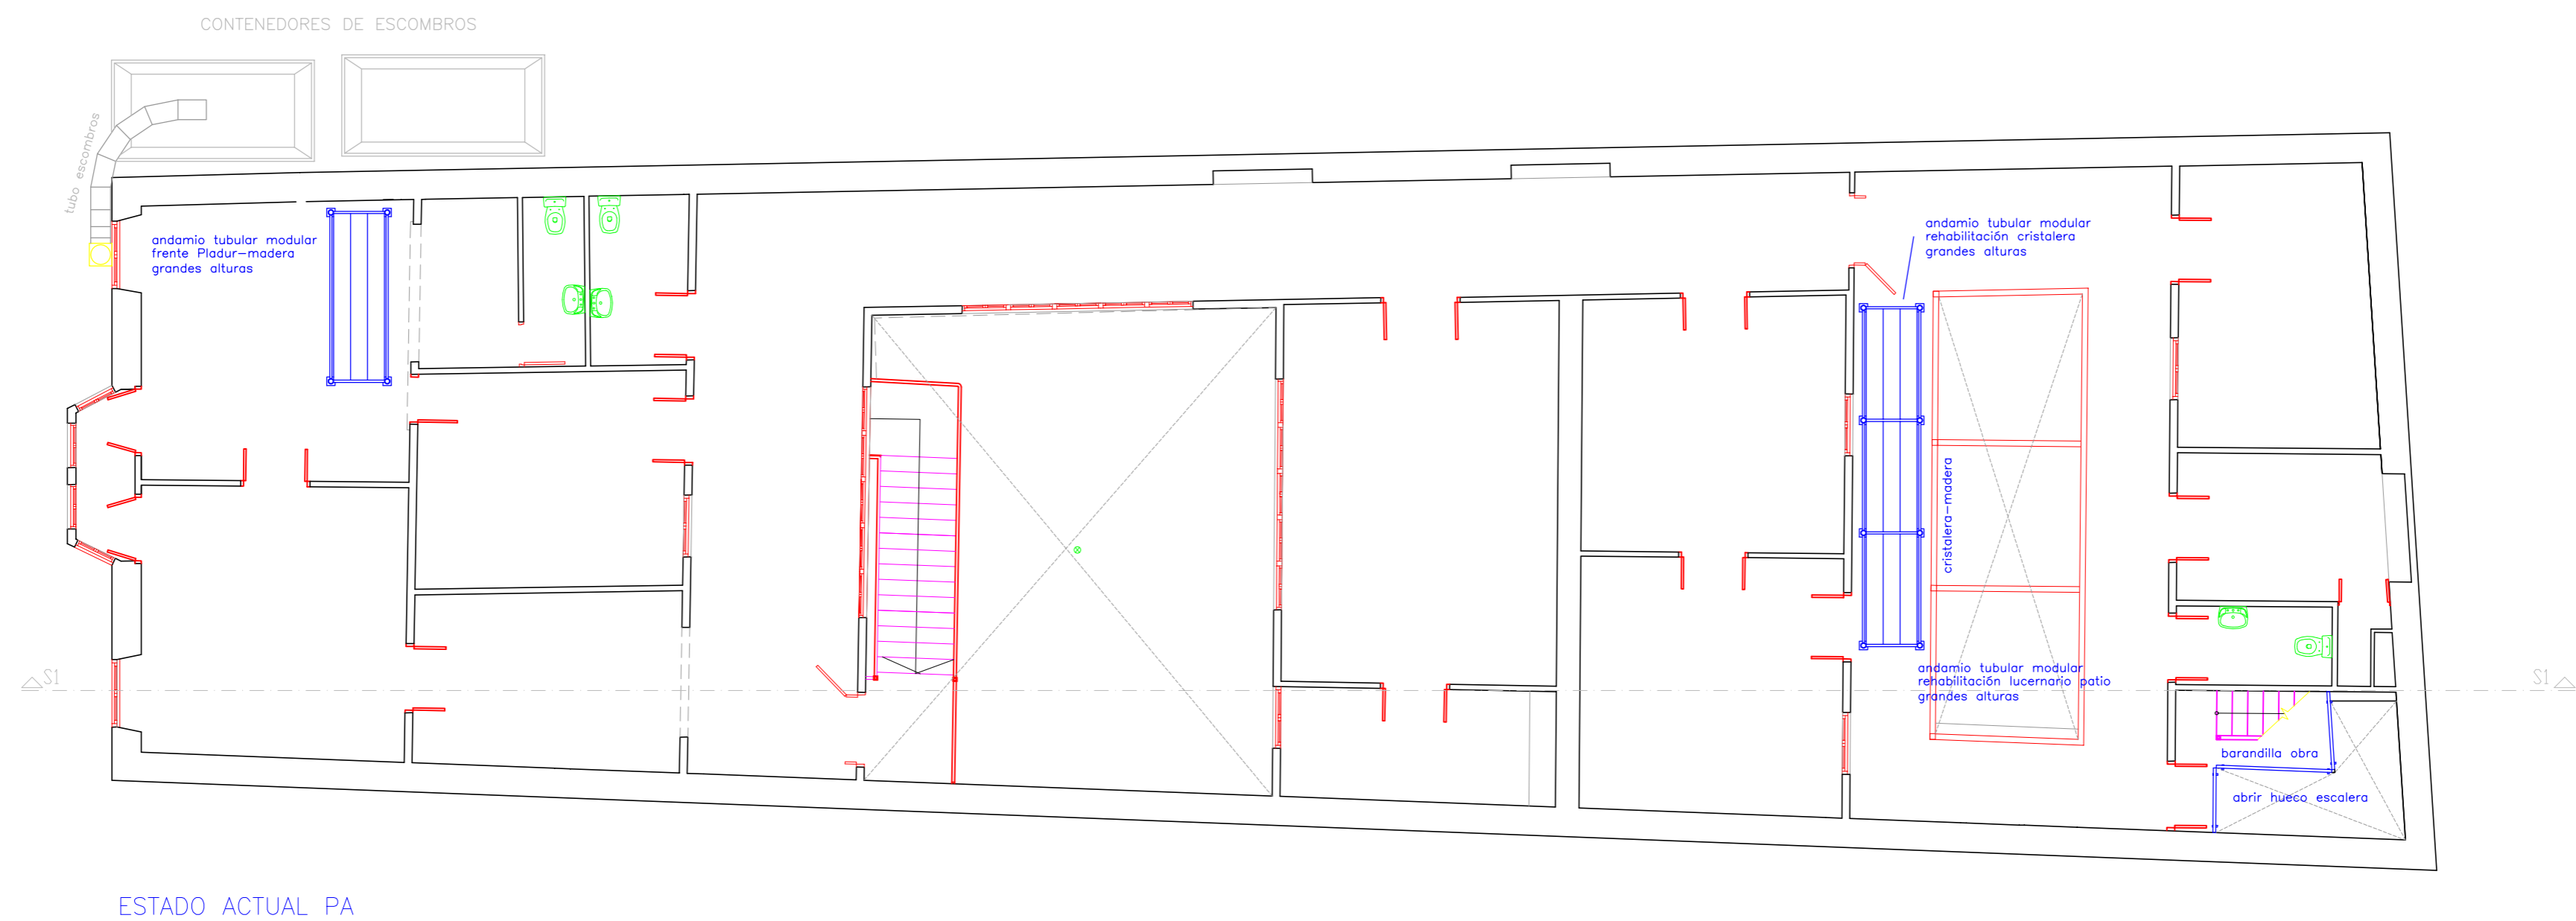 CONTENEDORES DE ESCOMBROS
tubo escombros
andamio tubular modular
frente Pladur-madera
grandes alturas
andamio tubular modular
rehabilitación cristalera
grandes alturas
cristalera-madera
andamio tubular modular
rehabilitación lucernario patio
grandes alturas
S1
S1
barandilla obra
abrir hueco escalera
ESTADO ACTUAL PA